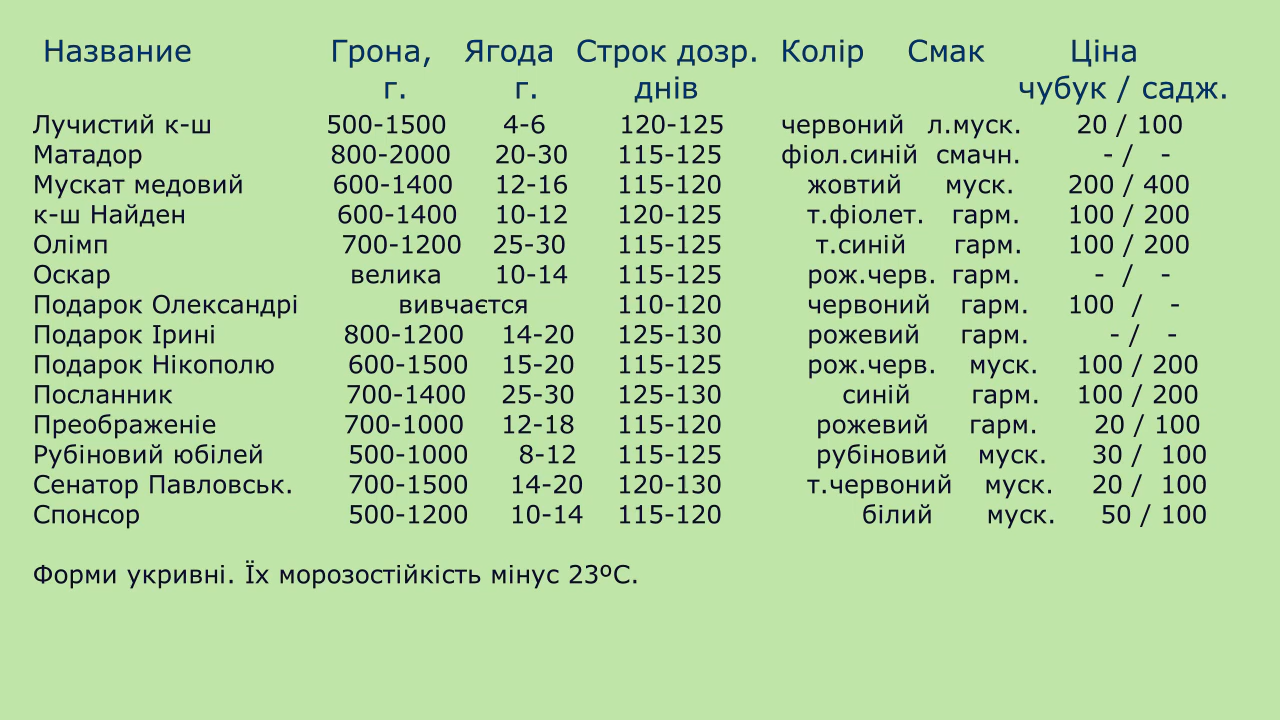 Название Грона, Ягода Строк дозр. Колір Смак Ціна
г. г. днів чубук / садж.
Лучистий к-ш 500-1500 4-6 120-125 червоний л.муск. 20 / 100
Матадор 800-2000 20-30 115-125 фіол.синій смачн. - / -
Мускат медовий 600-1400 12-16 115-120 жовтий муск. 200 / 400
к-ш Найден 600-1400 10-12 120-125 т.фіолет. гарм. 100 / 200
Олімп 700-1200 25-30 115-125 т.синій гарм. 100 / 200
Оскар велика 10-14 115-125 рож.черв. гарм. - / -
Подарок Олександрі вивчається 110-120 червоний гарм. 100 / -
Подарок Ірині 800-1200 14-20 125-130 рожевий гарм. - / -
Подарок Нікополю 600-1500 15-20 115-125 рож.черв. муск. 100 / 200
Посланник 700-1400 25-30 125-130 синій гарм. 100 / 200
Преображеніе 700-1000 12-18 115-120 рожевий гарм. 20 / 100
Рубіновий юбілей 500-1000 8-12 115-125 рубіновий муск. 30 / 100
Сенатор Павловськ. 700-1500 14-20 120-130 т.червоний муск. 20 / 100
Спонсор 500-1200 10-14 115-120 білий муск. 50 / 100
Форми укривні. Їх морозостійкість мінус 23ºС.